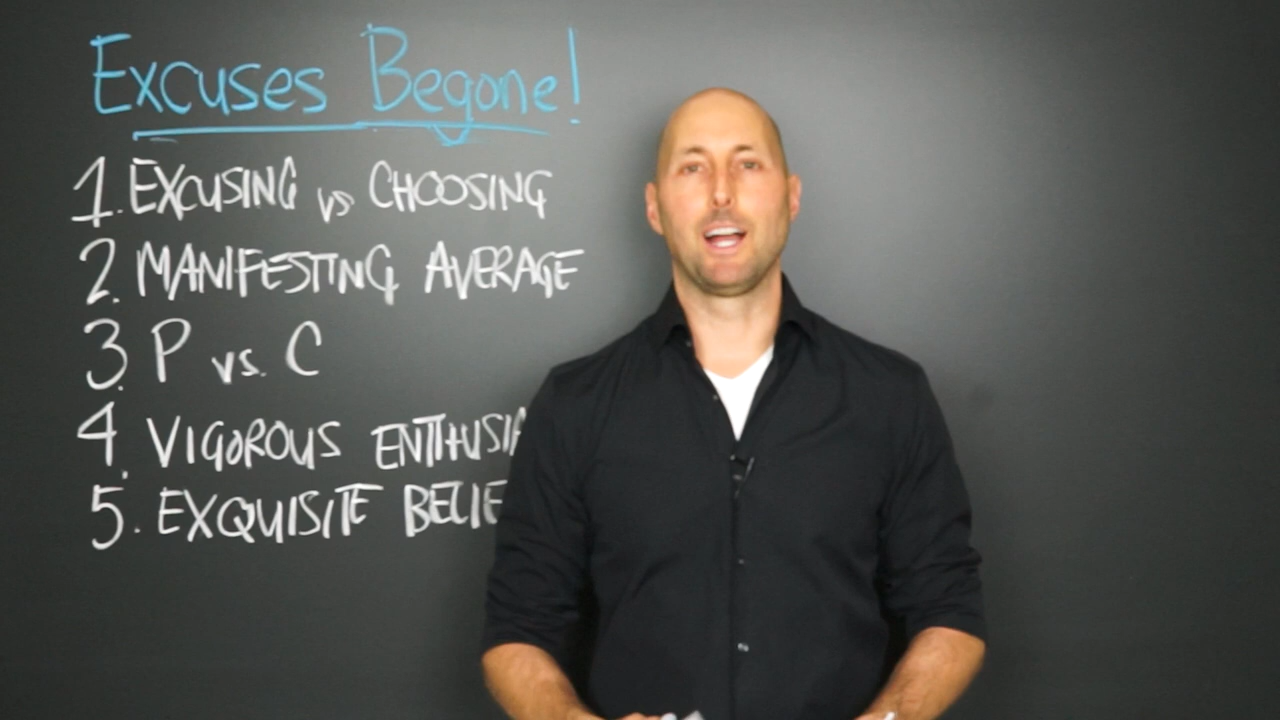 Excuses Begone!
1. EXCUSING vs CHOOSING
2. MANIFESTING AVERAGE
3. P vs. C
4. VIGOROUS
5. EXQUISITE